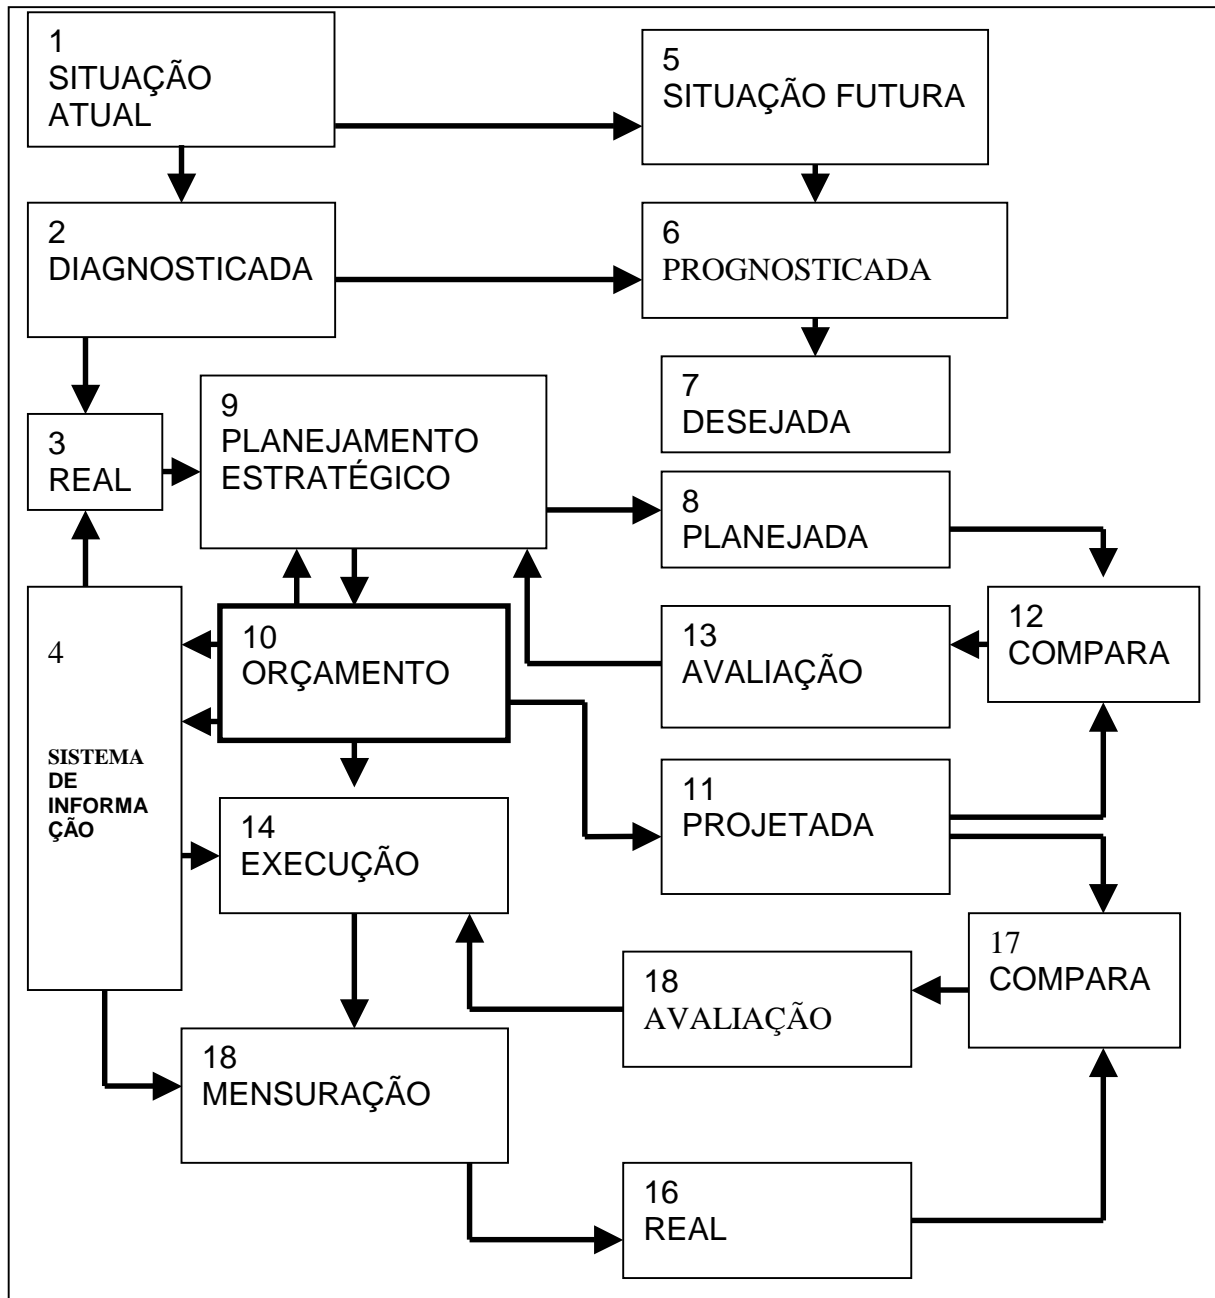 1
SITUAÇÃO
ATUAL
5
SITUAÇÃO FUTURA
2
DIAGNOSTICADA
6
PROGNOSTICADA
7
DESEJADA
3
REAL
9
PLANEJAMENTO
ESTRATÉGICO
8
PLANEJADA
4
SISTEMA
DE
INFORMA
ÇÃO
10
ORÇAMENTO
13
AVALIAÇÃO
12
COMPARA
11
PROJETADA
14
EXECUÇÃO
17
COMPARA
18
AVALIAÇÃO
18
MENSURAÇÃO
16
REAL